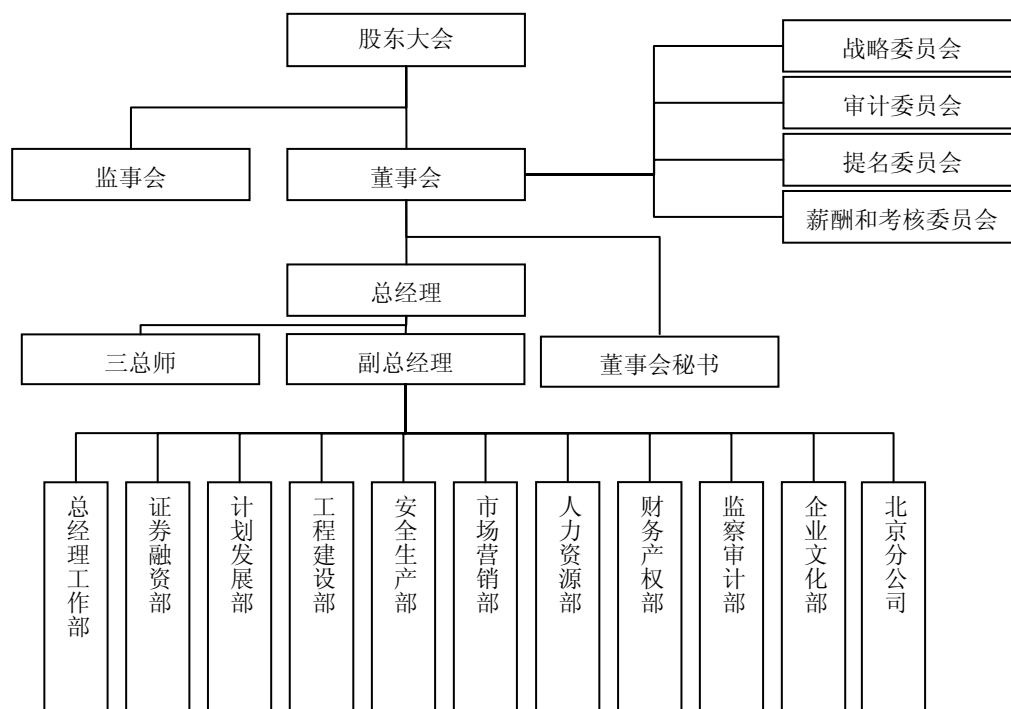 股东大会
战略委员会
审计委员会
监事会
董事会
提名委员会
薪酬和考核委员会
总经理
三总师
副总经理
董事会秘书
总经理工作部
证券融资部
计划发展部
工程建设部
安全生产部
市场营销部
人力资源部
财务产权部
监察审计部
企业文化部
北京分公司